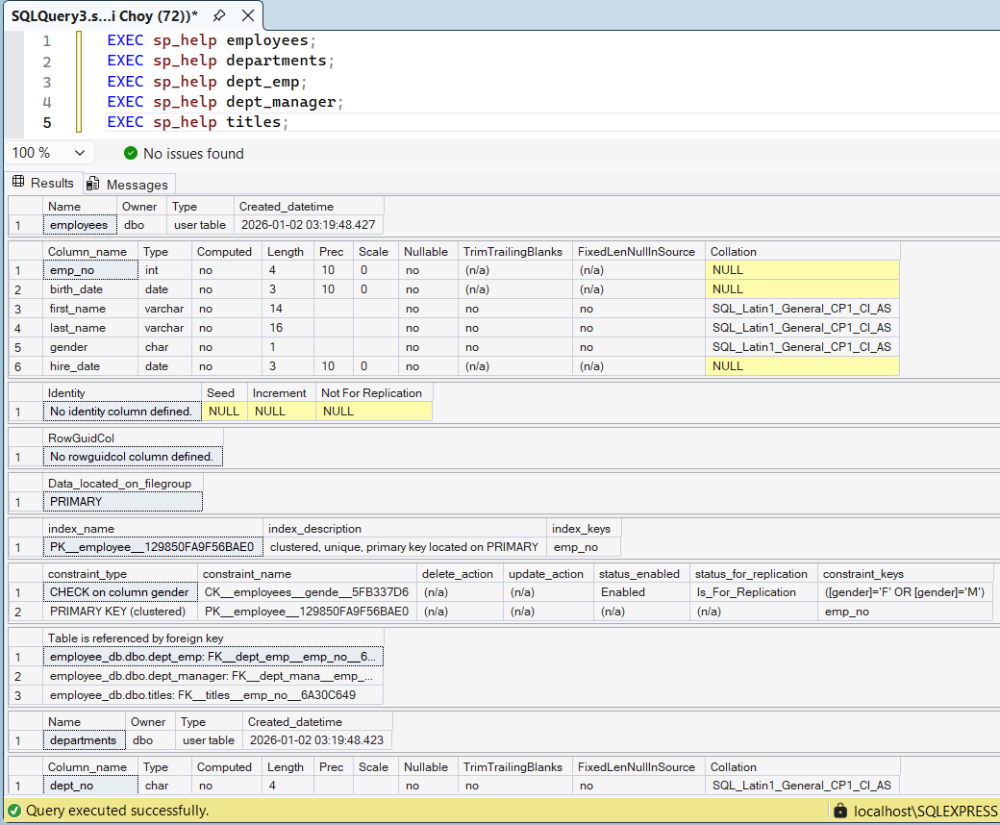 SQLQuery3.s...i Choy (72))*
1 EXEC sp_help employees;
2 EXEC sp_help departments;
3 EXEC sp_help dept_emp;
4 EXEC sp_help dept_manager;
5 EXEC sp_help titles;
100 % No issues found
Results Messages
Name Owner Type Created_datetime
1 employees dbo user table 2026-01-02 03:19:48.427
Column_name Type Computed Length Prec Scale Nullable TrimTrailingBlanks FixedLenNullInSource Collation
1 emp_no int no 4 10 0 no (n/a) (n/a) NULL
2 birth_date date no 3 10 0 no (n/a) (n/a) NULL
3 first_name varchar no 14 no no no SQL_Latin1_General_CP1_CI_AS
4 last_name varchar no 16 no no no SQL_Latin1_General_CP1_CI_AS
5 gender char no 1 no no no SQL_Latin1_General_CP1_CI_AS
6 hire_date date no 3 10 0 no (n/a) (n/a) NULL
Identity Seed Increment Not For Replication
1 No identity column defined. NULL NULL NULL
RowGuidCol
1 No rowguidcol column defined.
Data_located_on_filegroup
1 PRIMARY
index_name index_description index_keys
1 PK__employee__129850FA9F56BAE0 clustered, unique, primary key located on PRIMARY emp_no
constraint_type constraint_name delete_action update_action status_enabled status_for_replication constraint_keys
1 CHECK on column gender CK__employees__gende__5FB337D6 (n/a) (n/a) Enabled Is_For_Replication ([gender]='F' OR [gender]='M')
2 PRIMARY KEY (clustered) PK__employee__129850FA9F56BAE0 (n/a) (n/a) (n/a) (n/a) emp_no
Table is referenced by foreign key
1 employee_db.dbo.dept_emp: FK__dept_emp__emp_no__6...
2 employee_db.dbo.dept_manager: FK__dept_mana__emp_...
3 employee_db.dbo.titles: FK__titles__emp_no__6A30C649
Name Owner Type Created_datetime
1 departments dbo user table 2026-01-02 03:19:48.423
Column_name Type Computed Length Prec Scale Nullable TrimTrailingBlanks FixedLenNullInSource Collation
1 dept_no char no 4 no no no SQL_Latin1_General_CP1_CI_AS
Query executed successfully. localhost\SQLEXPRESS